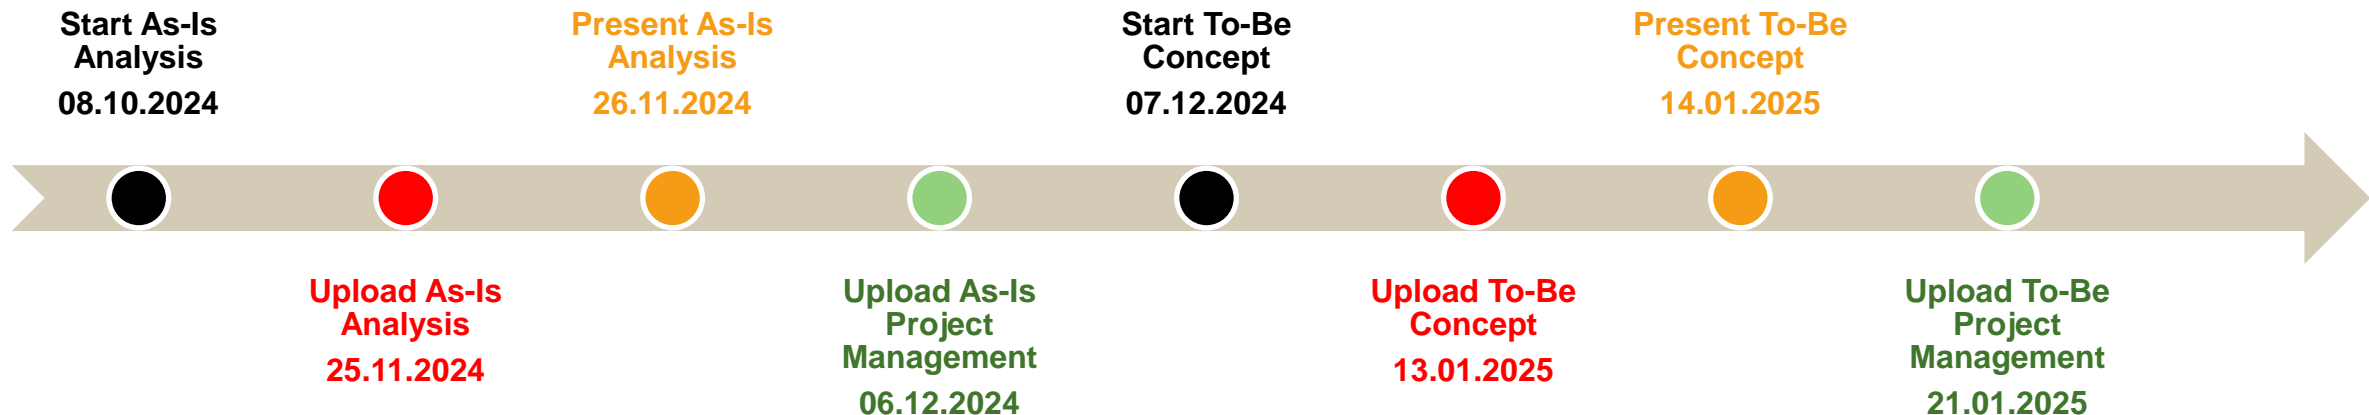 Start As-Is
Analysis
08.10.2024
Upload As-Is
Analysis
25.11.2024
Present As-Is
Analysis
26.11.2024
Upload As-Is
Project
Management
06.12.2024
Start To-Be
Concept
07.12.2024
Upload To-Be
Concept
13.01.2025
Present To-Be
Concept
14.01.2025
Upload To-Be
Project
Management
21.01.2025